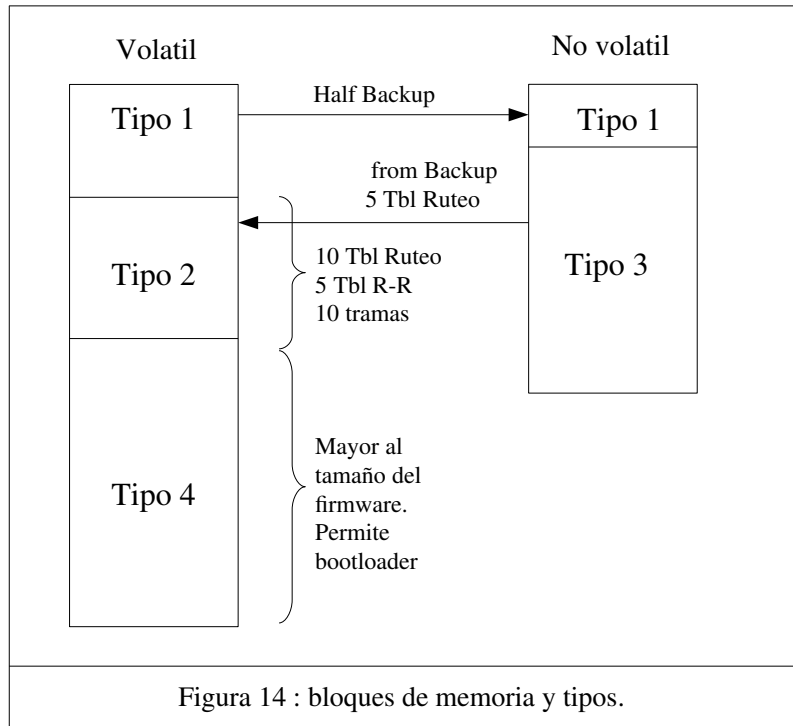 Volatil
No volatil
Tipo 1
Half Backup
Tipo 1
from Backup
5 Tbl Ruteo
Tipo 2
10 Tbl Ruteo
5 Tbl R-R
10 tramas
Tipo 3
Tipo 4
Mayor al
tamaño del
firmware.
Permite
bootloader
Figura 14 : bloques de memoria y tipos.